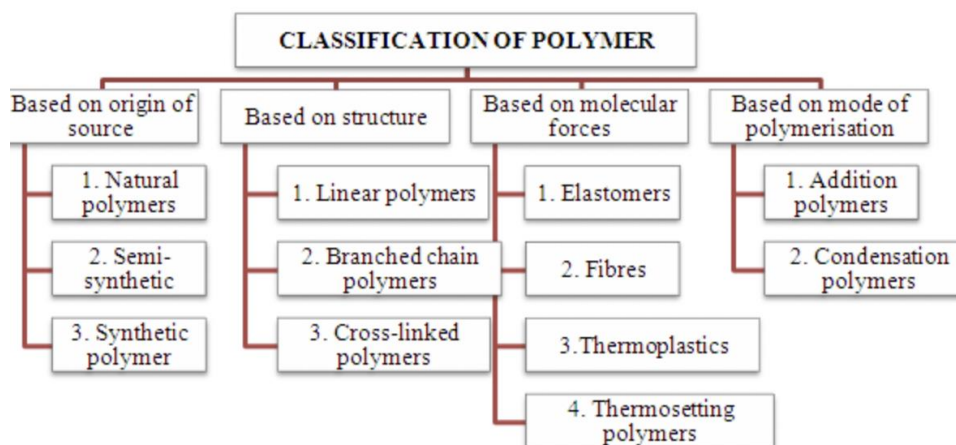 CLASSIFICATION OF POLYMER
Based on origin of
source
1. Natural
polymers
2. Semi-
synthetic
3. Synthetic
polymer
Based on structure
1. Linear polymers
2. Branched chain
polymers
3. Cross-linked
polymers
Based on molecular
forces
1. Elastomers
2. Fibres
3.Thermoplastics
4. Thermosetting
polymers
Based on mode of
polymerisation
1. Addition
polymers
2. Condensation
polymers